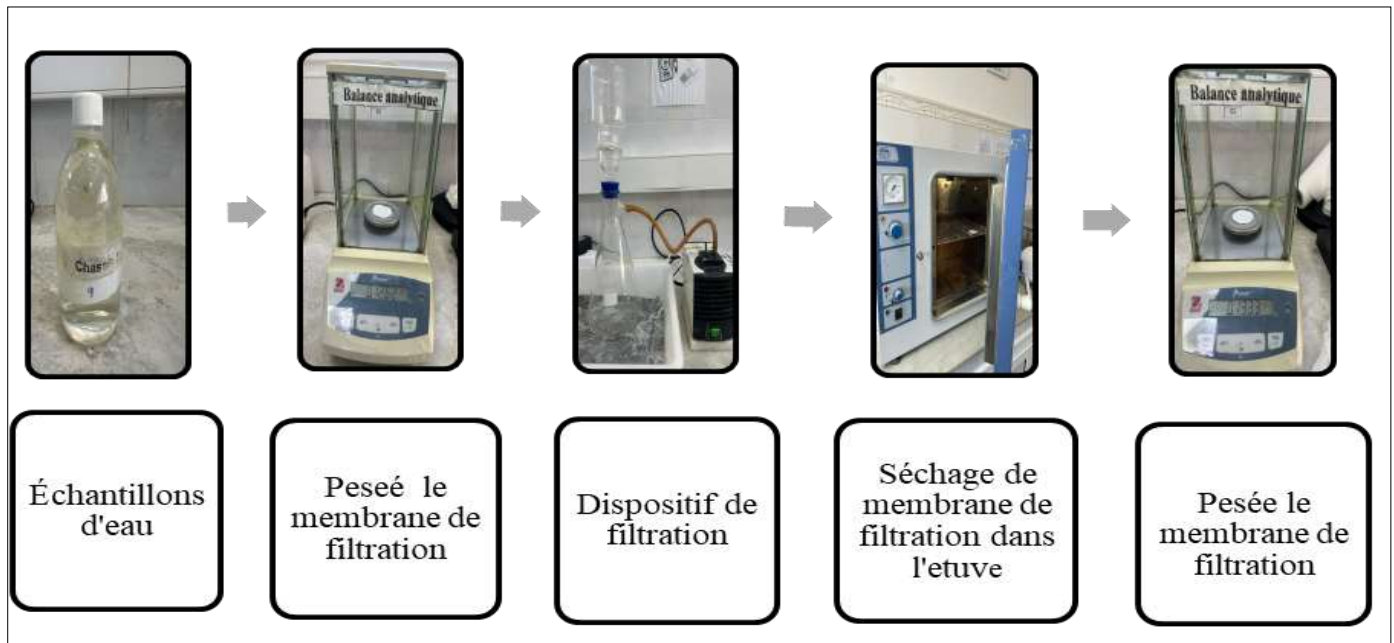 Balance analytique
Balance analytique
Chas
9
Échantillons
d'eau
Peseé le
membrane de
filtration
Dispositif de
filtration
Séchage de
membrane de
filtration dans
l'etuve
Pesée le
membrane de
filtration